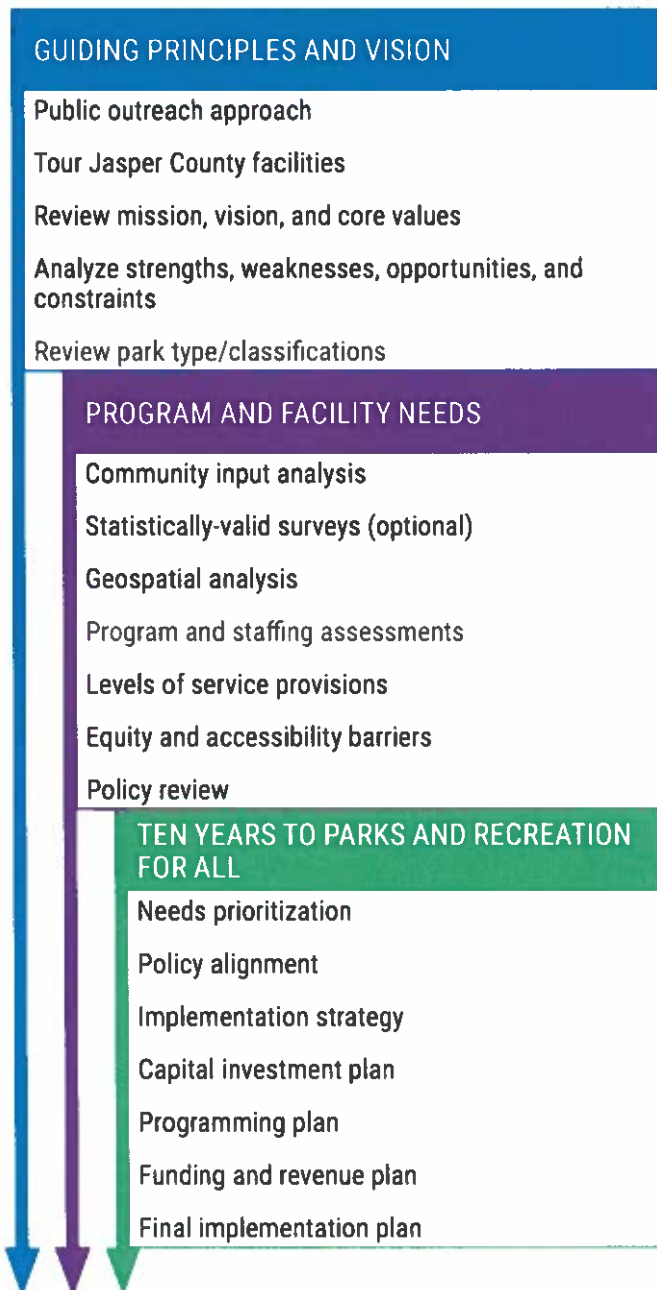 GUIDING PRINCIPLES AND VISION
Public outreach approach
Tour Jasper County facilities
Review mission, vision, and core values
Analyze strengths, weaknesses, opportunities, and
constraints
Review park type/classifications
PROGRAM AND FACILITY NEEDS
Community input analysis
Statistically-valid surveys (optional)
Geospatial analysis
Program and staffing assessments
Levels of service provisions
Equity and accessibility barriers
Policy review
TEN YEARS TO PARKS AND RECREATION
FOR ALL
Needs prioritization
Policy alignment
Implementation strategy
Capital investment plan
Programming plan
Funding and revenue plan
Final implementation plan